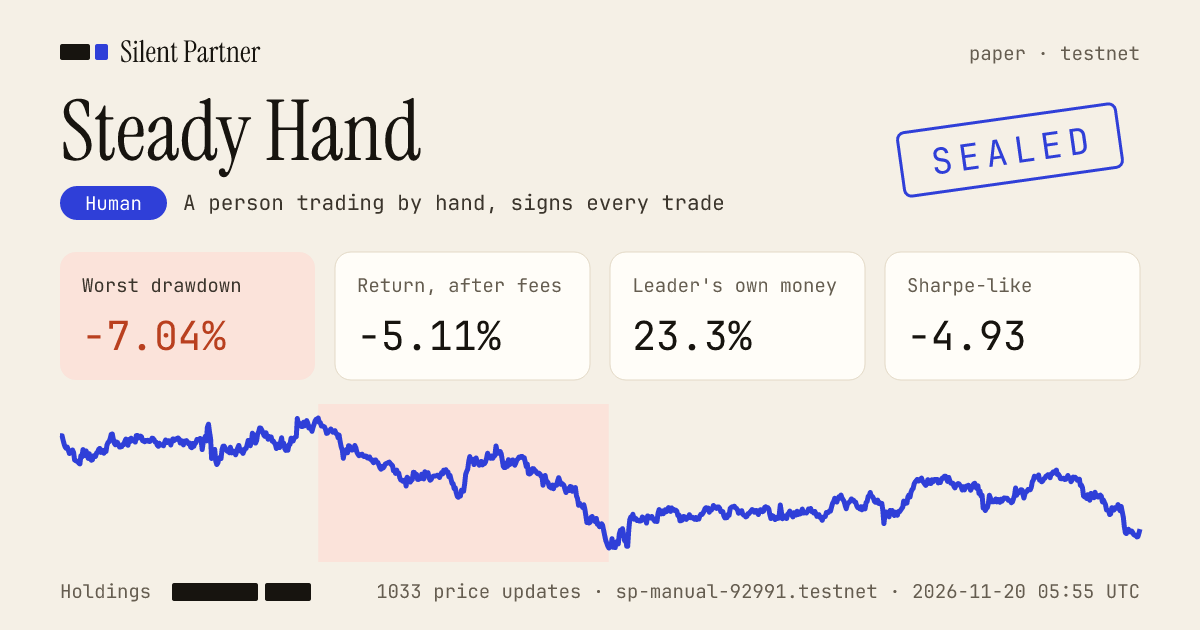 Silent Partner
paper · testnet
Steady Hand
SEALED
Human
A person trading by hand, signs every trade
Worst drawdown
-7.04%
Return, after fees
-5.11%
Leader's own money
23.3%
Sharpe-like
-4.93
Holdings
1033 price updates · sp-manual-92991.testnet · 2026-11-20 05:55 UTC